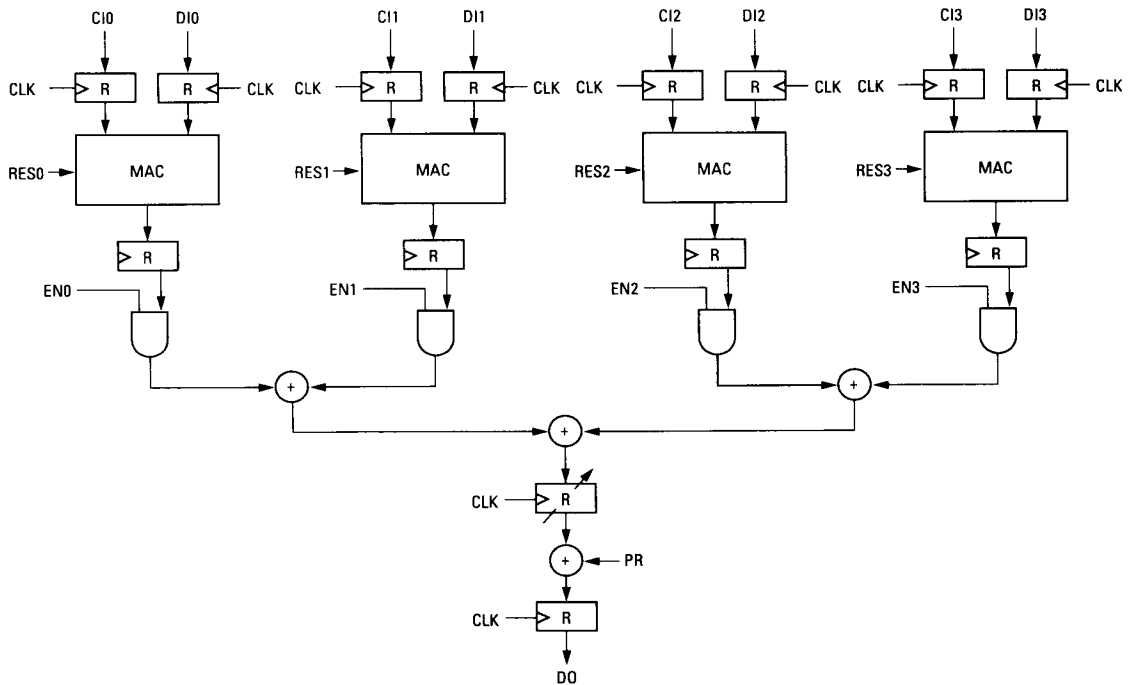 CI0 DI0 CI1 DI1 CI2 DI2 CI3 DI3
CLK R R CLK CLK R R CLK CLK R R CLK CLK R R CLK
RES0 MAC RES1 MAC RES2 MAC RES3 MAC
R R R R
EN0 EN1 EN2 EN3
+ +
+
CLK R
+ PR
CLK R
DO